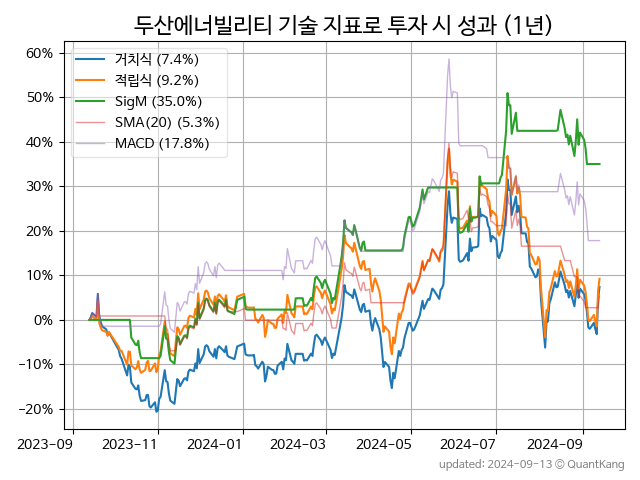 두산에너빌리티 기술 지표로 투자 시 성과 (1년)
거치식 (7.4%)
적립식 (9.2%)
SigM (35.0%)
SMA(20) (5.3%)
MACD (17.8%)
60%
50%
40%
30%
20%
10%
0%
−10%
−20%
2023-09 2023-11 2024-01 2024-03 2024-05 2024-07 2024-09
updated: 2024-09-13 © QuantKang